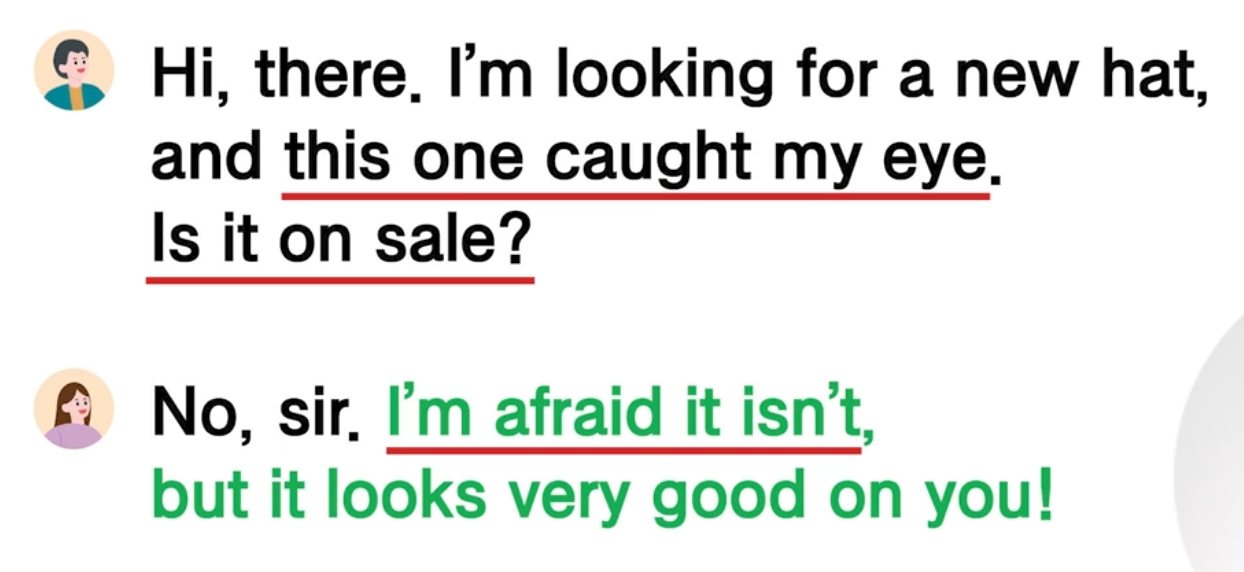 Hi, there. I'm looking for a new hat,
and this one caught my eye.
Is it on sale?
No, sir. I'm afraid it isn't,
but it looks very good on you!